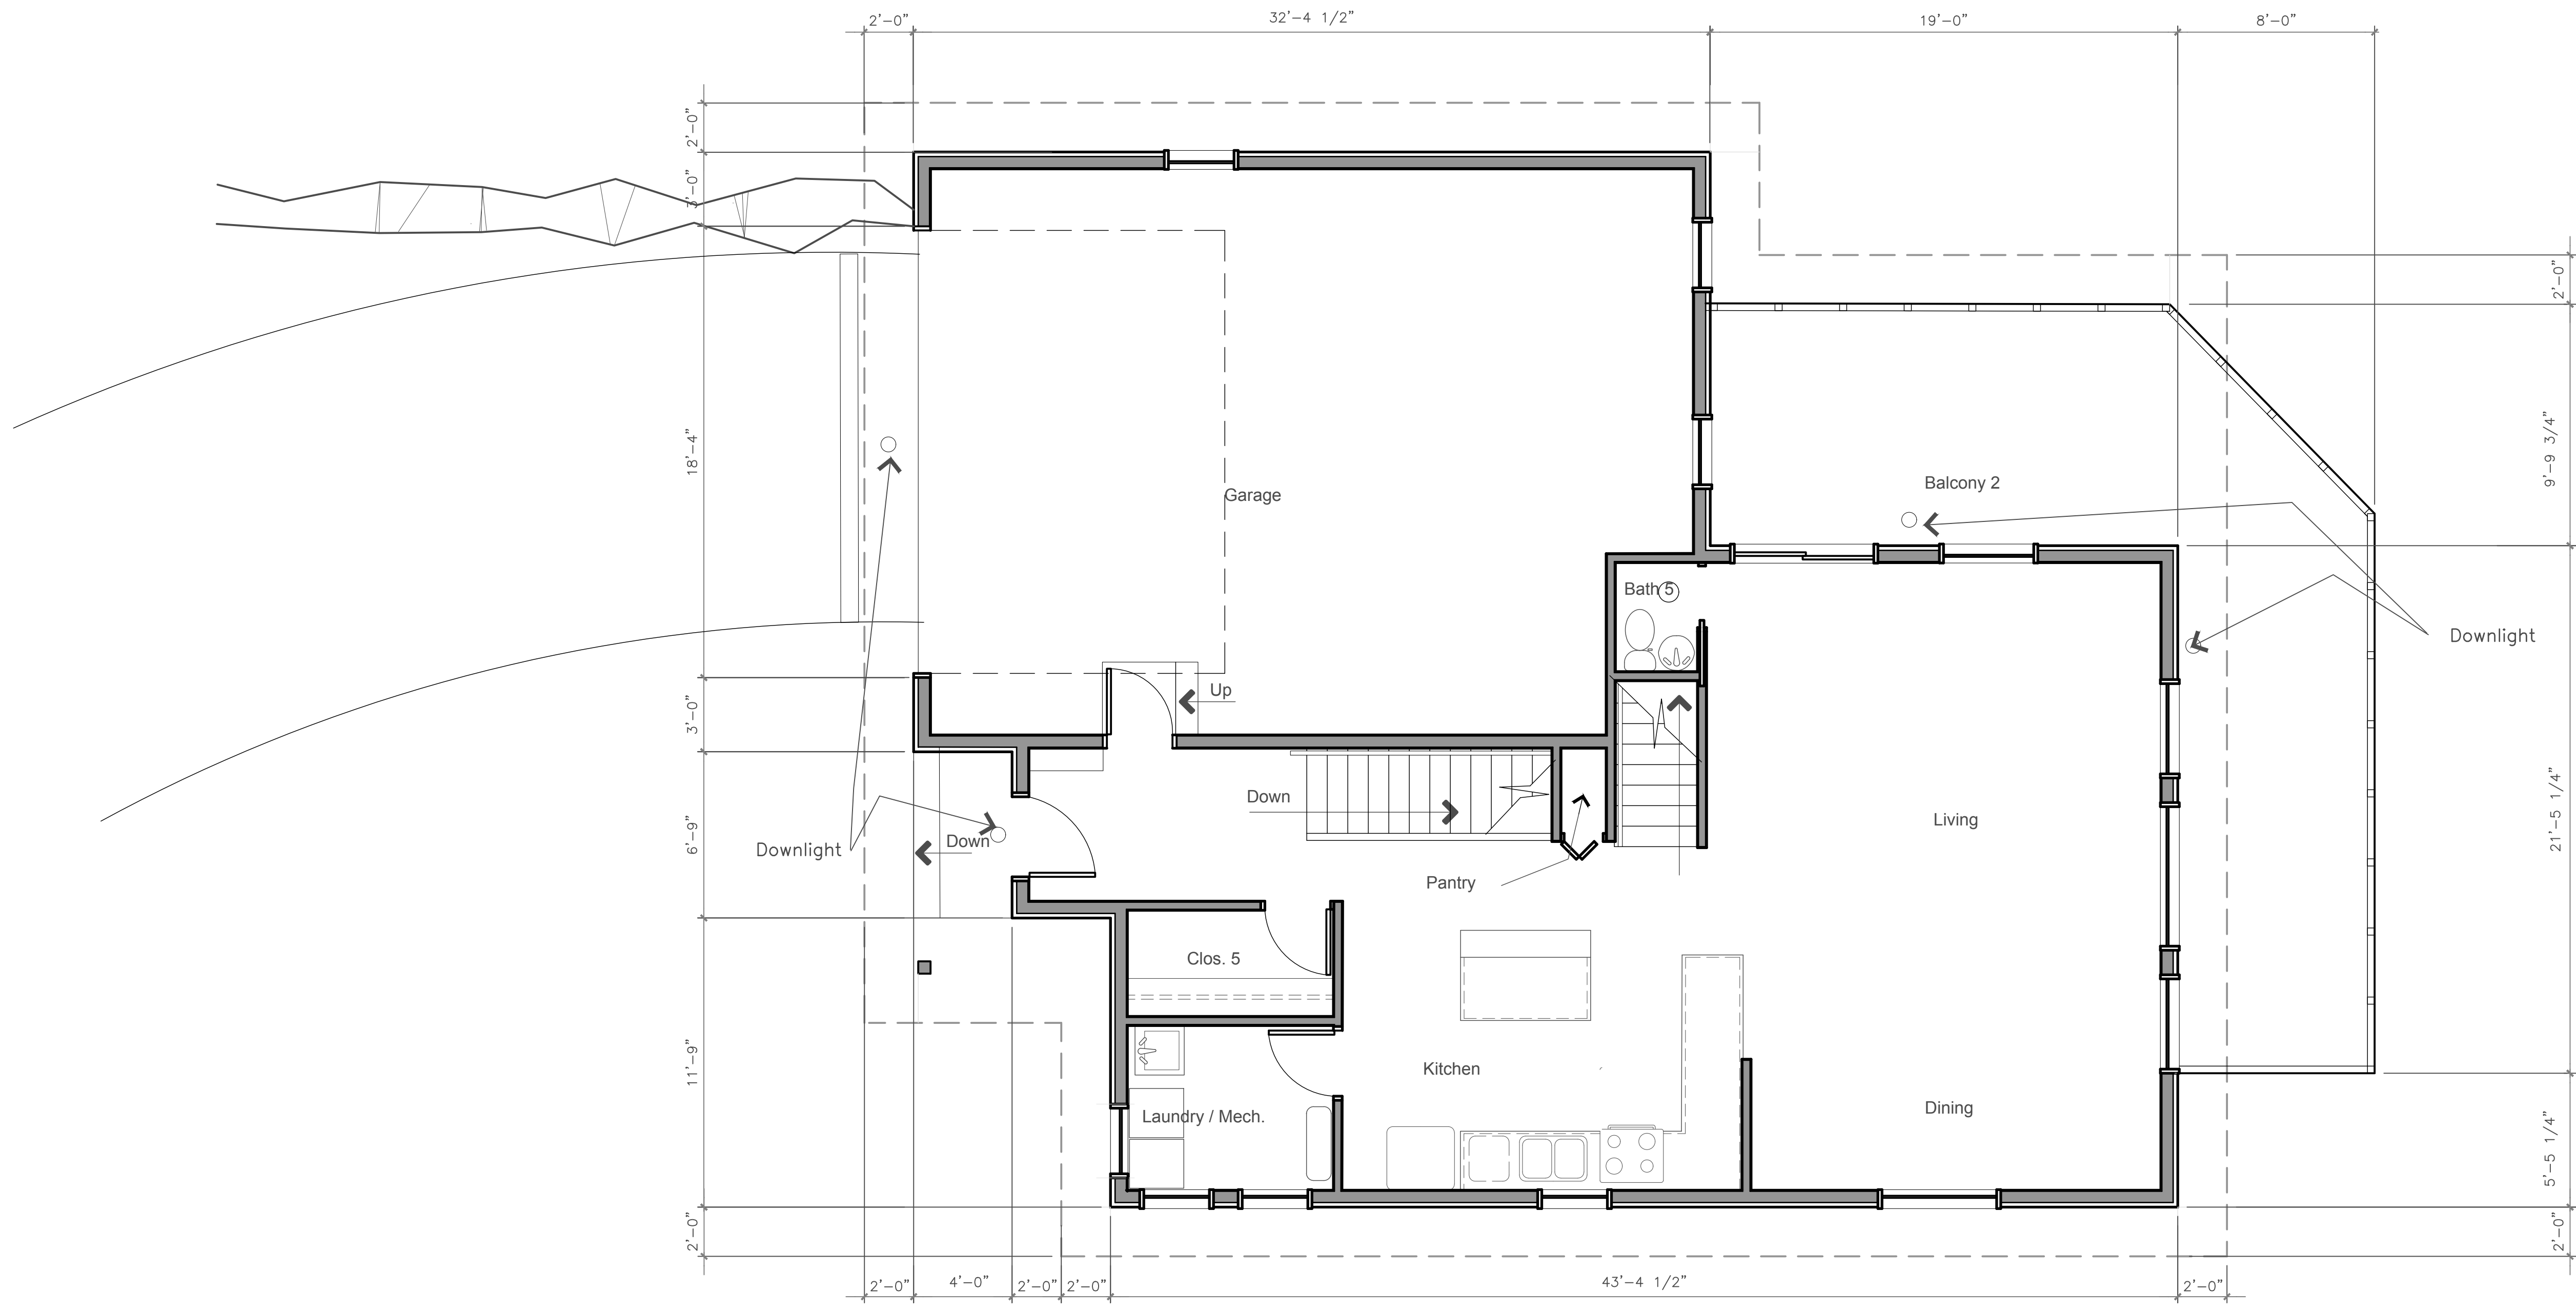 2'-0"
32'-4 1/2"
19'-0"
8'-0"
2'-0"
3'-0"
2'-0"
18'-4"
9'-9 3/4"
Balcony 2
Garage
Bath 5
Downlight
Up
3'-0"
Down
Living
21'-5 1/4"
6'-9"
Down
Downlight
Pantry
Clos. 5
11'-9"
Kitchen
Laundry / Mech.
Dining
5'-5 1/4"
2'-0"
2'-0"
2'-0"
4'-0"
2'-0"
2'-0"
43'-4 1/2"
2'-0"